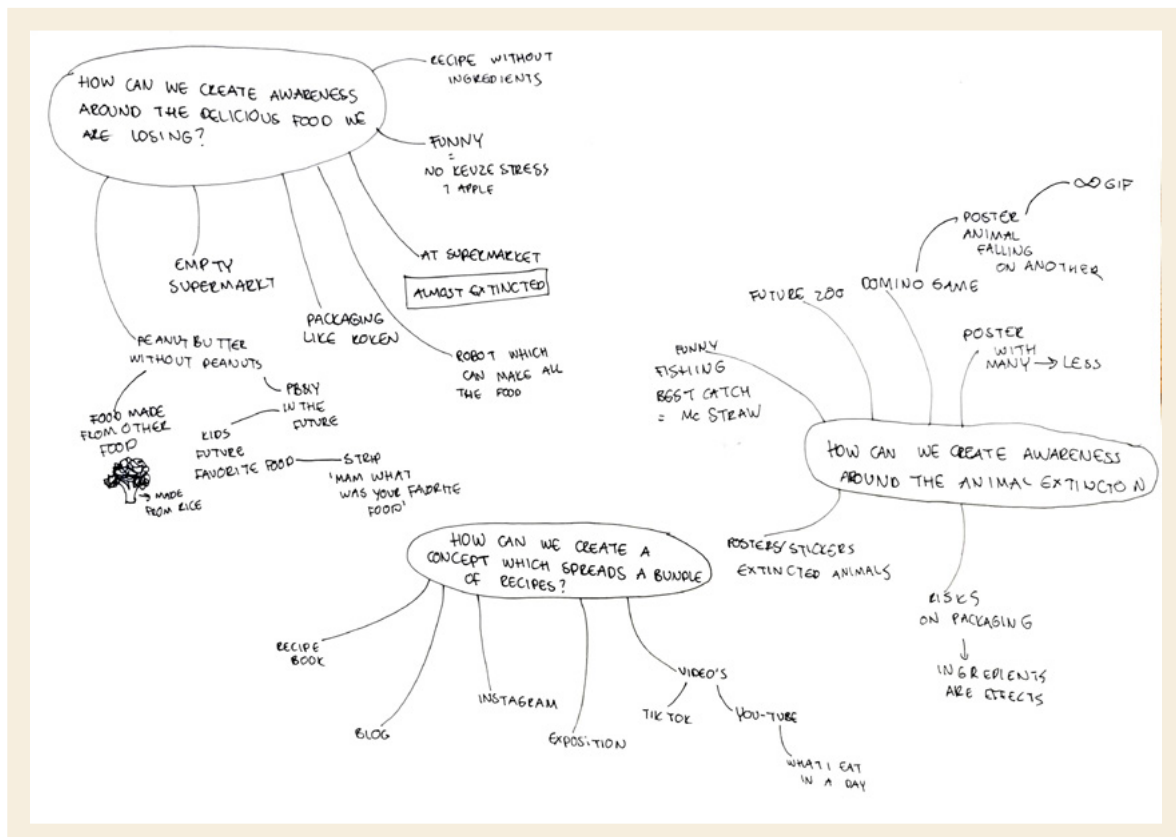 HOW CAN WE CREATE AWARENESS
AROUND THE DELICIOUS FOOD WE
ARE LOSING?
RECIPE WITHOUT
INGREDIENTS
FUNNY
=
NO KEUZE STRESS
1 APPLE
AT SUPERMARKET
ALMOST EXTINCTED
ROBOT WHICH
CAN MAKE ALL
THE FOOD
PACKAGING
LIKE ROKEN
EMPTY
SUPERMARKT
PEANUT BUTTER
WITHOUT PEANUTS
FOOD MADE
FROM OTHER
FOOD
→ MADE
FROM RICE
PB&Y
IN THE
FUTURE
KIDS
FUTURE
FAVORITE FOOD
STRIP
'MAM WHAT
WAS YOUR FAVORITE
FOOD'
HOW CAN WE CREATE A
CONCEPT WHICH SPREADS A BUNDLE
OF RECIPES?
RECIPE
BOOK
BLOG
INSTAGRAM
EXPOSITION
VIDEO'S
TIKTOK
YOU-TUBE
WHAT I EAT
IN A DAY
HOW CAN WE CREATE AWARENESS
AROUND THE ANIMAL EXTINCTON
FUNNY
FISHING
BEST CATCH
= MC STRAW
FUTURE ZOO
DOMINO GAME
POSTER
ANIMAL
FALLING
ON ANOTHER
∞ GIF
POSTER
WITH
MANY → LESS
POSTERS/STICKERS
EXTINCTED ANIMALS
RISKS
ON PACKAGING
↓
INGREDIENTS
ARE EFFECTS